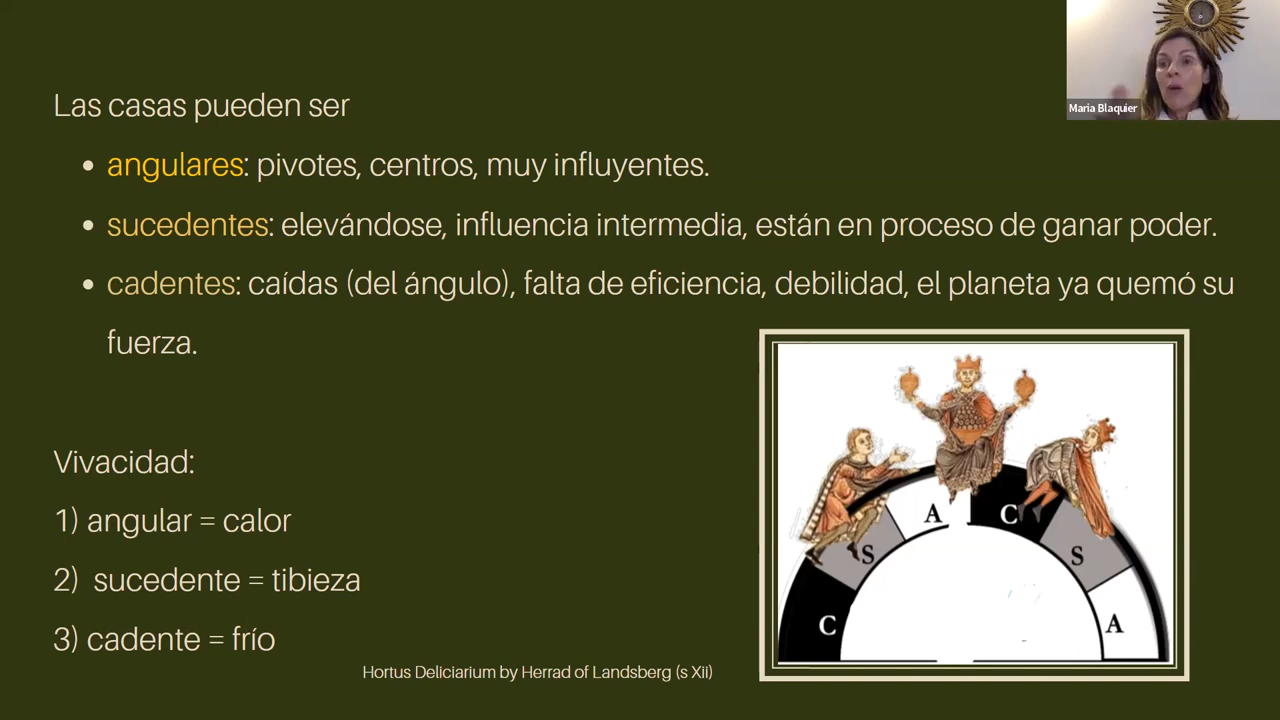 Maria Blaquier
Las casas pueden ser
• angulares: pivotes, centros, muy influyentes.
• sucedentes: elevándose, influencia intermedia, están en proceso de ganar poder.
• cadentes: caídas (del ángulo), falta de eficiencia, debilidad, el planeta ya quemó su
fuerza.
Vivacidad:
1) angular = calor
2) sucedente = tibieza
3) cadente = frío
C
S
A
C
S
A
Hortus Deliciarium by Herrad of Landsberg (s Xii)